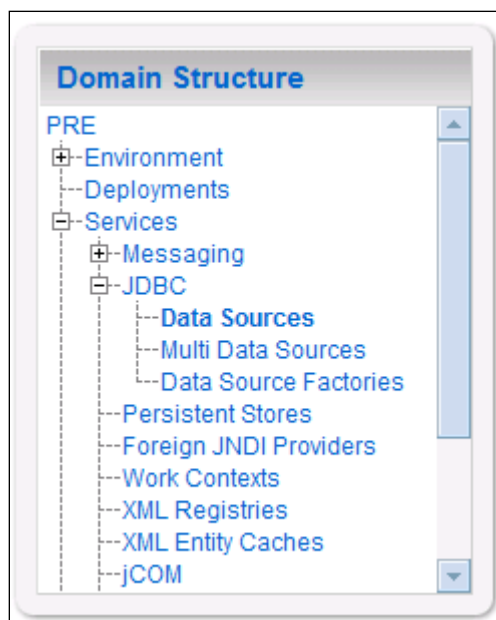 Domain Structure
PRE
Environment
Deployments
Services
Messaging
JDBC
Data Sources
Multi Data Sources
Data Source Factories
Persistent Stores
Foreign JNDI Providers
Work Contexts
XML Registries
XML Entity Caches
jCOM